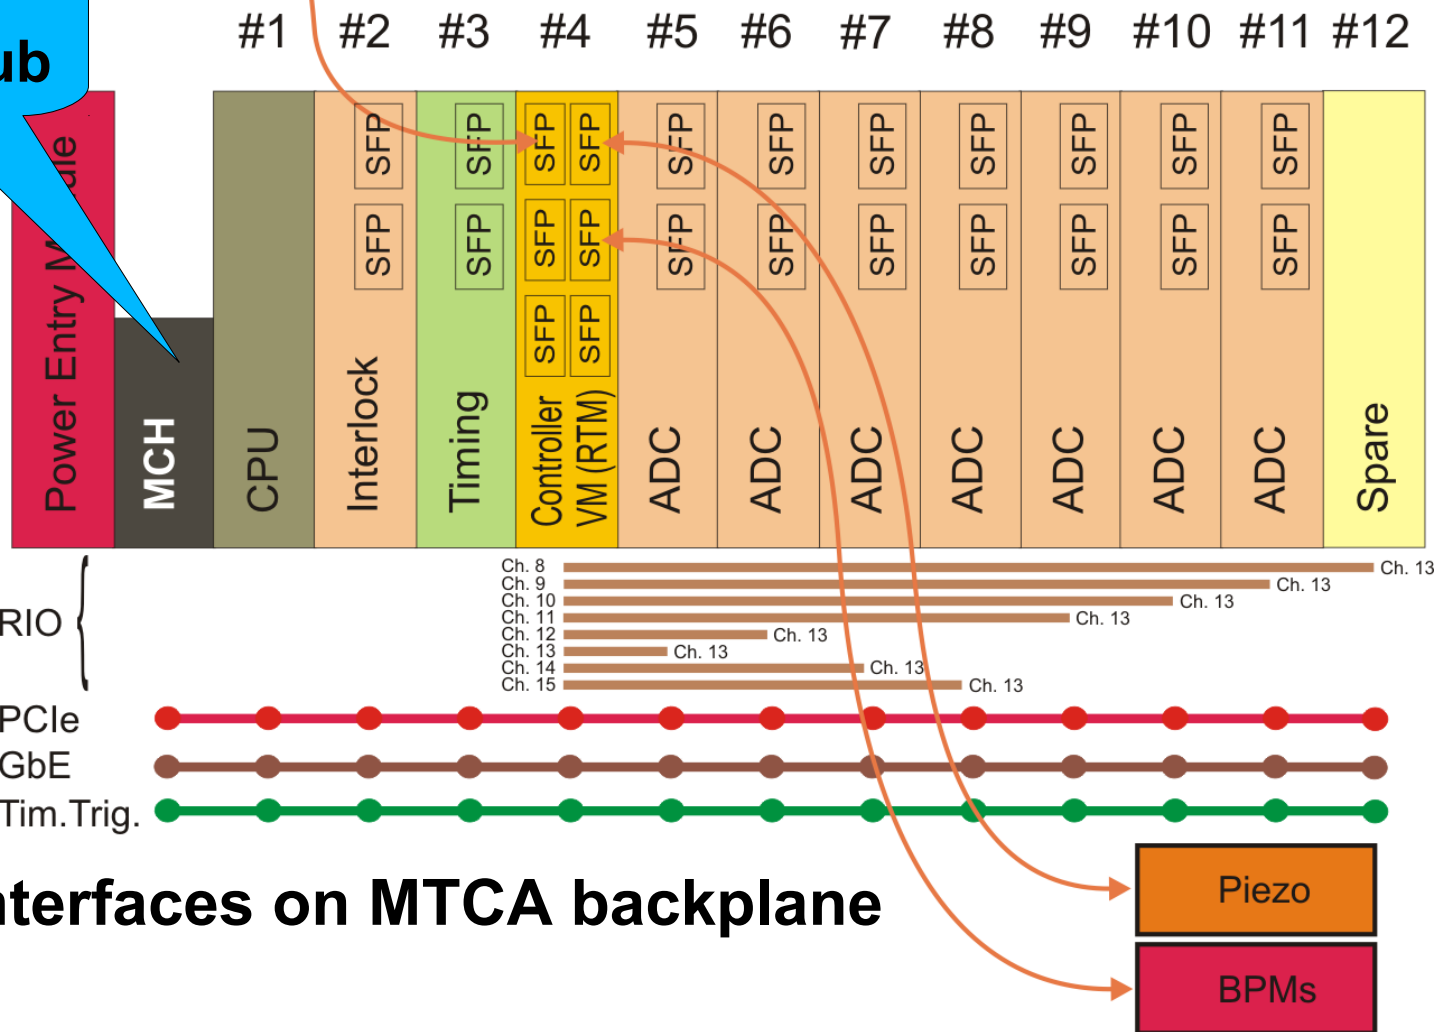 #1 #2 #3 #4 #5 #6 #7 #8 #9 #10 #11 #12
SFP SFP SFP SFP SFP SFP SFP SFP SFP SFP SFP
SFP SFP SFP SFP SFP SFP SFP SFP SFP SFP SFP
SFP SFP
Power Entry
MCH
CPU
Interlock
Timing
Controller
VM (RTM)
ADC
ADC
ADC
ADC
ADC
ADC
ADC
Spare
Ch. 8 Ch. 13
Ch. 9 Ch. 13
Ch. 10 Ch. 13
Ch. 11 Ch. 13
RIO
Ch. 12 Ch. 13
Ch. 13 Ch. 13
Ch. 14 Ch. 13
Ch. 15 Ch. 13
PCIe
GbE
Tim.Trig.
Piezo
nterfaces on MTCA backplane
BPMs